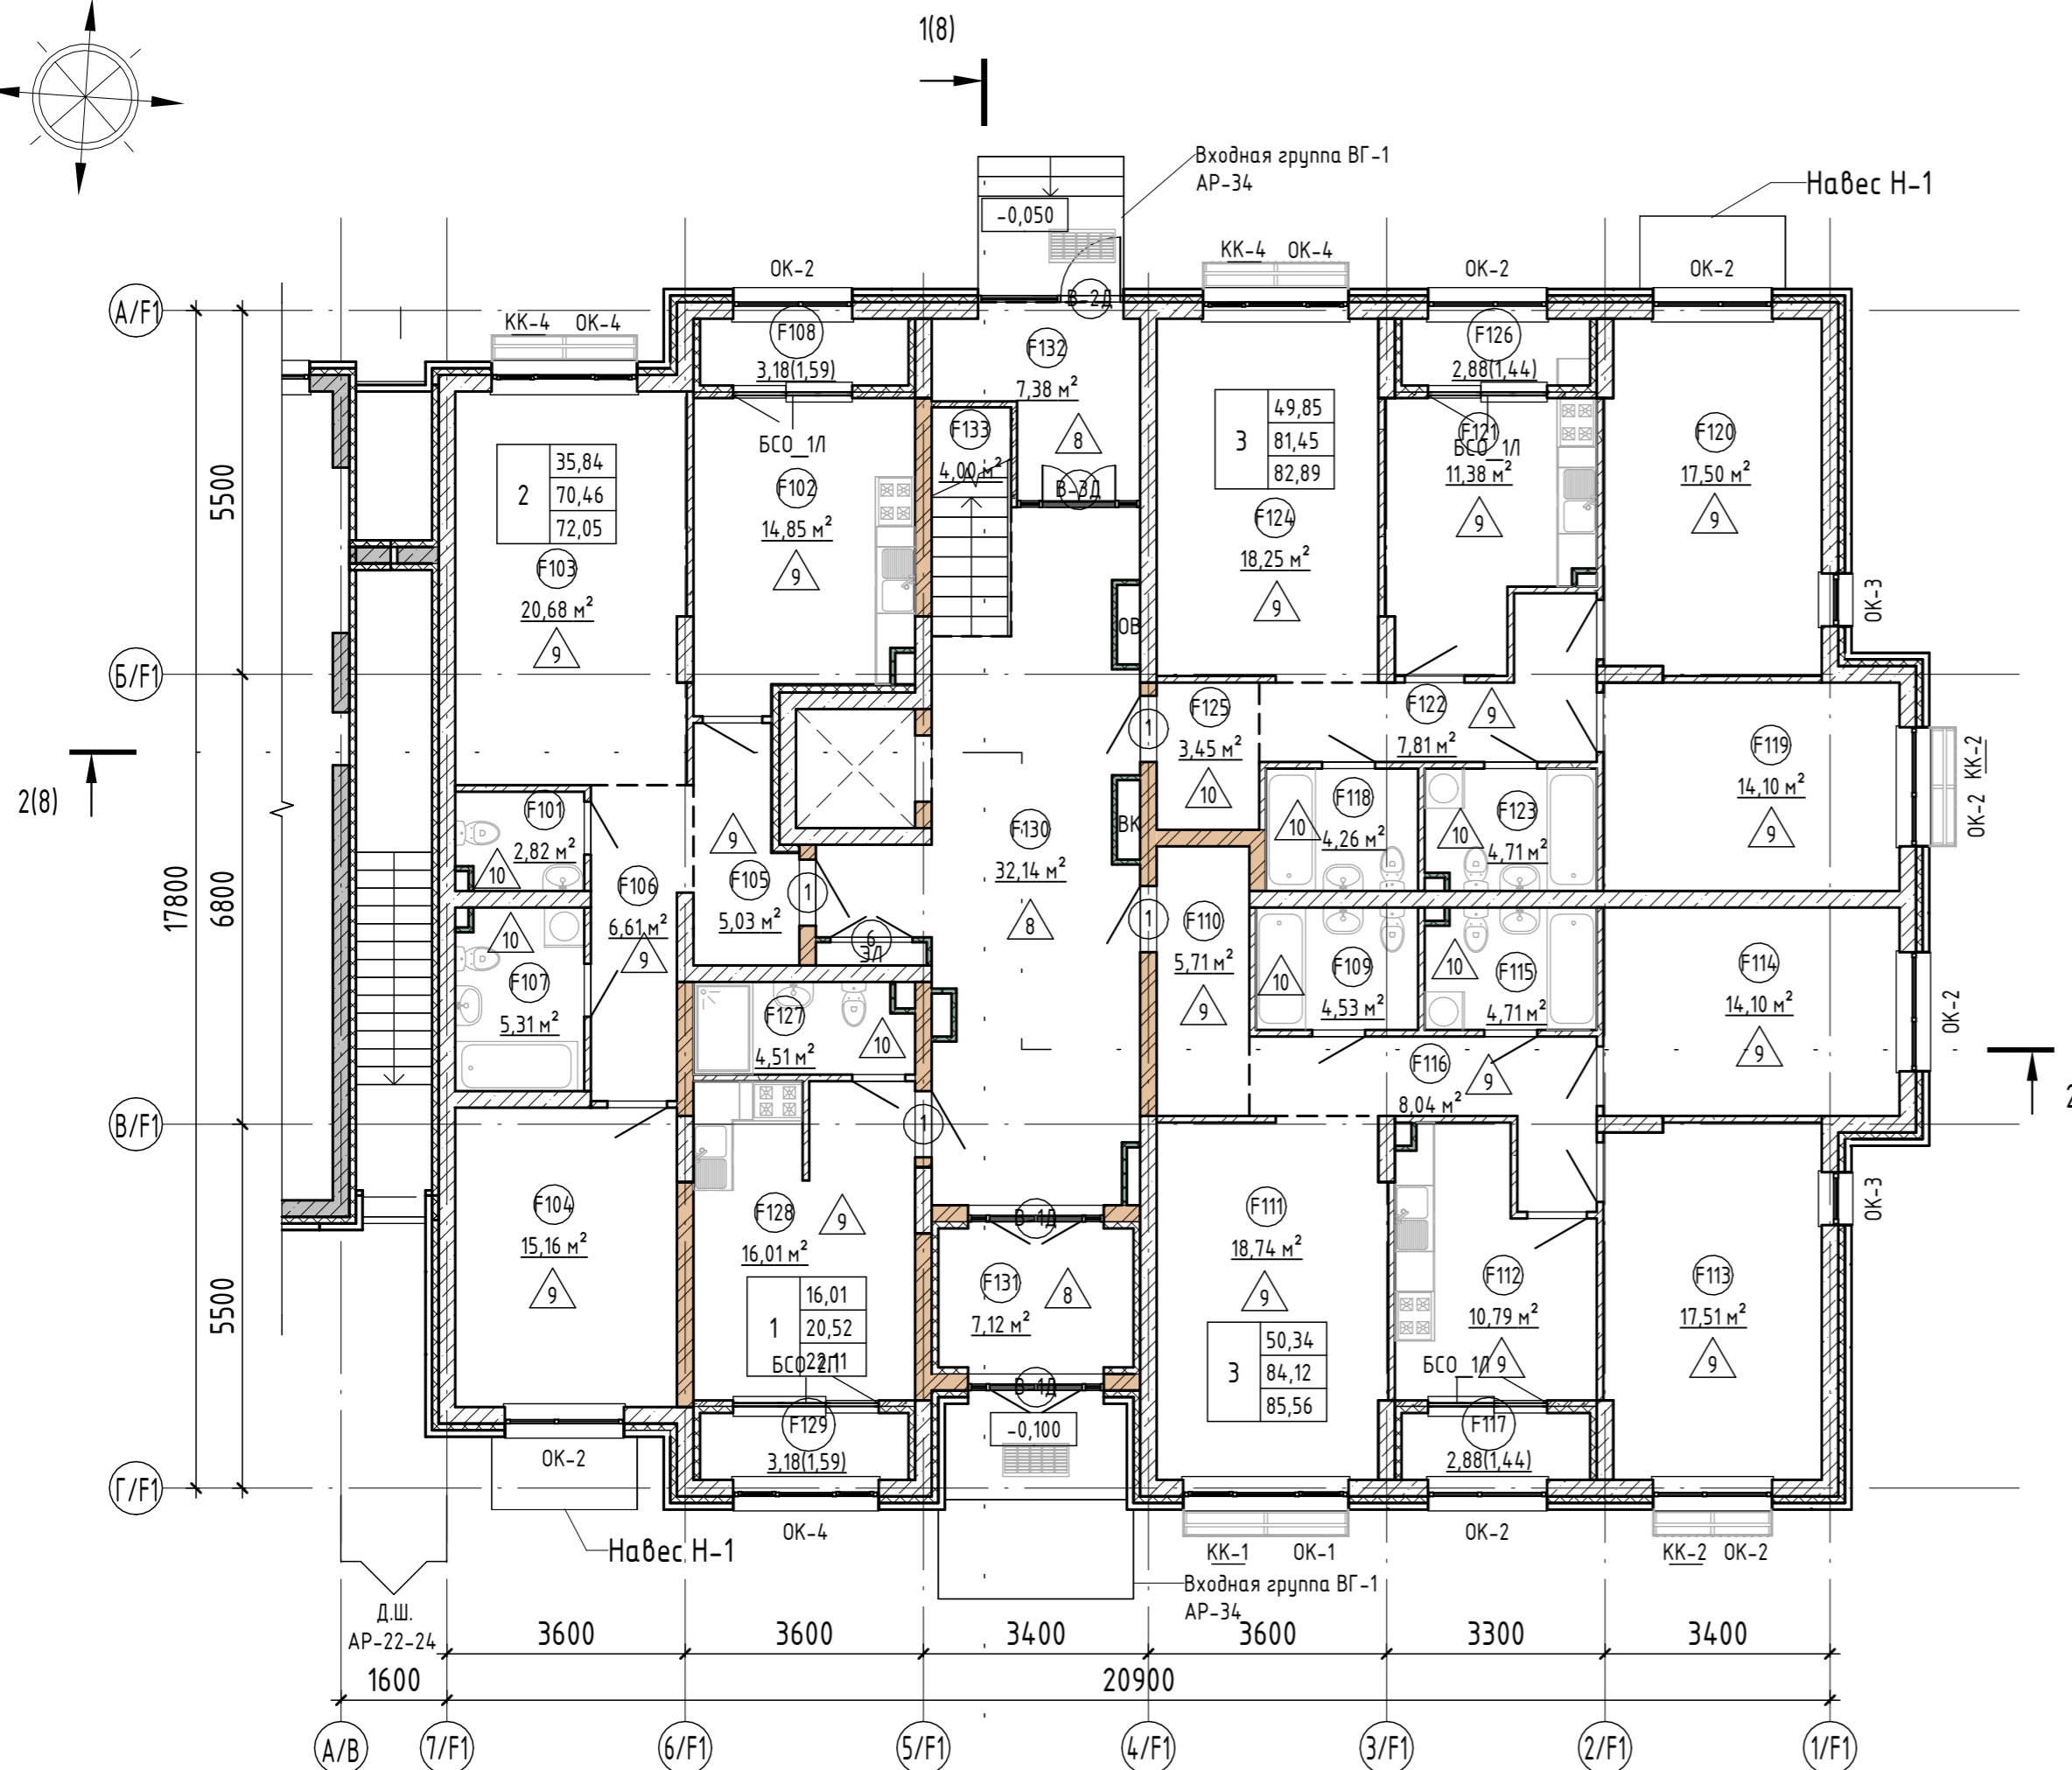 1(8)
Входная группа ВГ-1
АР-34
Навес Н-1
-0,050
КК-4 ОК-4
ОК-2
ОК-2
ОК-2
А/F1
КК-4 ОК-4
В-2Д
F108
3,18(1,59)
F132
7,38 м²
F126
2,88(1,44)
БСО_1Л
F133
4,00 м²
8
В-3Д
3
49,85
81,45
82,89
F121
БСО_1Л
11,38 м²
9
F120
17,50 м²
9
2
35,84
70,46
72,05
F102
14,85 м²
9
F124
18,25 м²
9
F103
20,68 м²
9
5500
ОК-3
ОВ
Б/F1
F125
3,45 м²
10
1
F122
7,81 м²
9
F119
14,10 м²
9
КК-2
ОК-2
2(8)
F101
2,82 м²
10
9
F105
5,03 м²
1
F130
32,14 м²
8
ВК
F118
4,26 м²
10
F123
4,71 м²
10
17800
6800
F106
6,61 м²
9
6
ЭЛ
1
F110
5,71 м²
9
F107
5,31 м²
10
F109
4,53 м²
10
F115
4,71 м²
10
F114
14,10 м²
9
ОК-2
F127
4,51 м²
10
F116
8,04 м²
9
2
В/F1
1
F104
15,16 м²
9
F128
16,01 м²
9
В-1Д
F111
18,74 м²
9
F112
10,79 м²
9
F113
17,51 м²
9
ОК-3
5500
1
16,01
20,52
22,11
БСО_2Л
F131
7,12 м²
8
В-1Д
3
50,34
84,12
85,56
БСО_1Л
F129
3,18(1,59)
-0,100
F117
2,88(1,44)
ОК-2
Г/F1
Навес Н-1
ОК-4
КК-1 ОК-1
ОК-2
КК-2 ОК-2
Входная группа ВГ-1
АР-34
Д.Ш.
АР-22-24
3600 3600 3400 3600 3300 3400
1600 20900
А/В 7/F1 6/F1 5/F1 4/F1 3/F1 2/F1 1/F1